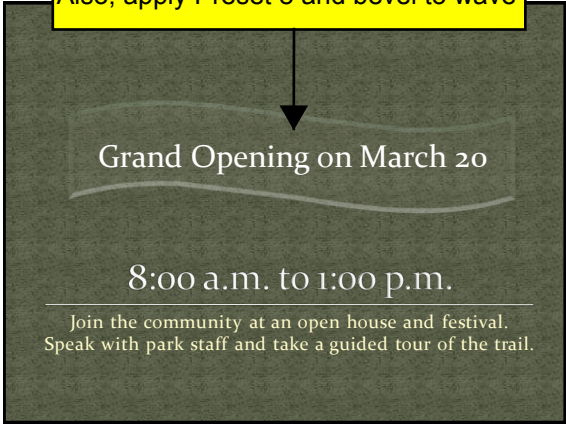 Also, apply Preset 8 and bevel to wave
Grand Opening on March 20
8:00 a.m. to 1:00 p.m.
Join the community at an open house and festival.
Speak with park staff and take a guided tour of the trail.